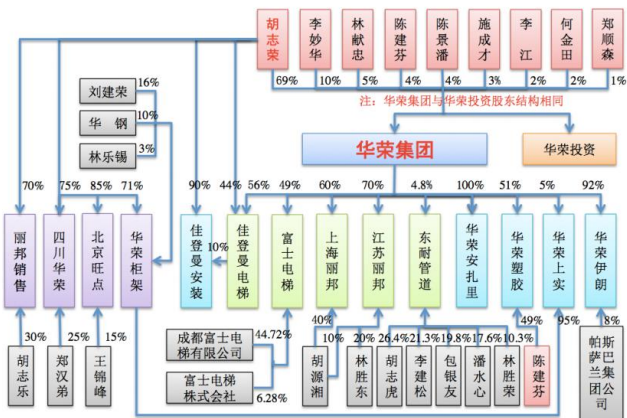 胡志荣
李妙华
林献忠
陈建芬
陈景潘
施成才
李江
何金田
郑顺森
69% 10% 5% 4% 4% 3% 2% 2% 1%
注：华荣集团与华荣投资股东结构相同
刘建荣 16%
华钢 10%
林乐锡 3%
华荣集团
华荣投资
70% 75% 85% 71% 90% 44% 56% 49% 60% 70% 4.8% 100% 51% 5% 92%
丽邦销售
四川华荣
北京旺点
华荣柜架
佳登曼安装
10%
佳登曼电梯
富士电梯
上海丽邦
江苏丽邦
东耐管道
华荣安扎里
华荣塑胶
华荣上实
华荣伊朗
30% 25% 15%
胡志乐
郑汉弟
王锦峰
成都富士电
梯有限公司
44.72%
富士电梯
株式会社
6.28%
40% 10% 20% 26.4% 21.3% 19.8% 17.6% 10.3% 49% 95% 8%
胡源湘
林胜东
胡志虎
李建松
包银友
潘水心
林胜荣
陈建芬
帕斯
萨巴
兰集
团公
司